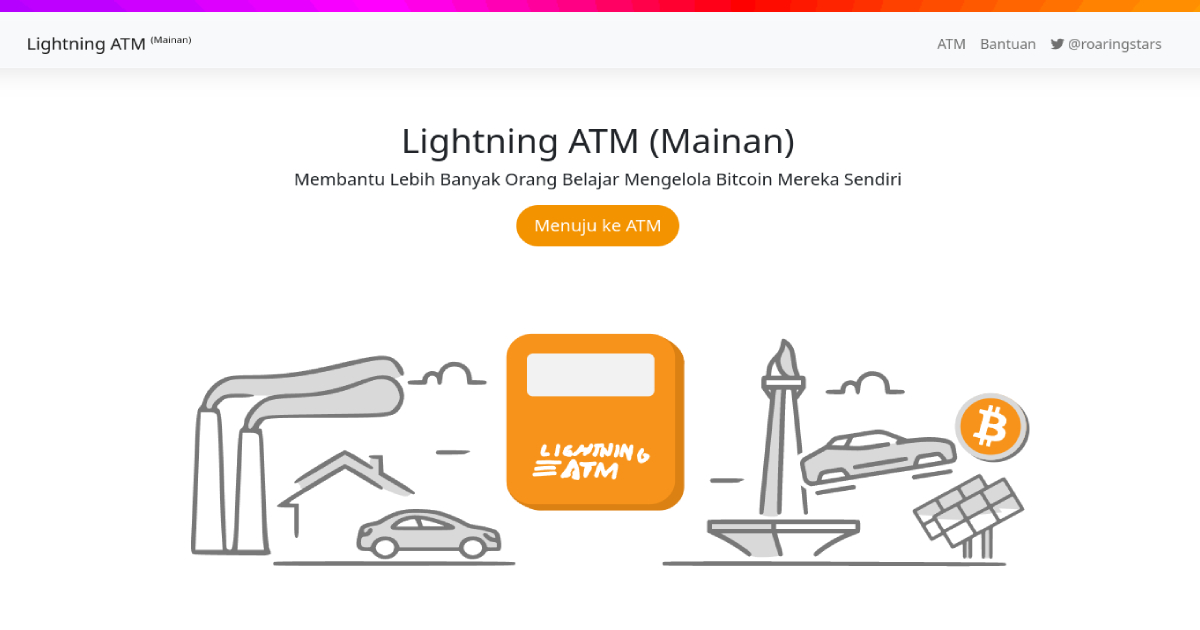 Lightning ATM (Mainan)
ATM
Bantuan
@roaringstars
Lightning ATM (Mainan)
Membantu Lebih Banyak Orang Belajar Mengelola Bitcoin Mereka Sendiri
Menuju ke ATM
LIGHTNING
ATM